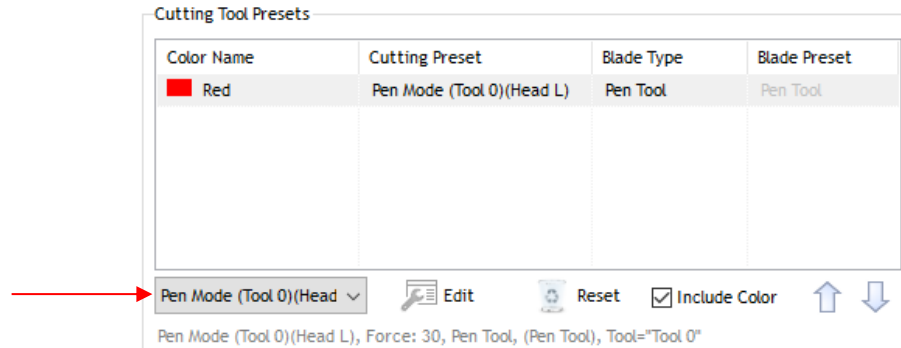 Cutting Tool Presets
Color Name Cutting Preset Blade Type Blade Preset
Red Pen Mode (Tool 0)(Head L) Pen Tool Pen Tool
Pen Mode (Tool 0)(Head Edit Reset Include Color
Pen Mode (Tool 0)(Head L), Force: 30, Pen Tool, (Pen Tool), Tool="Tool 0"